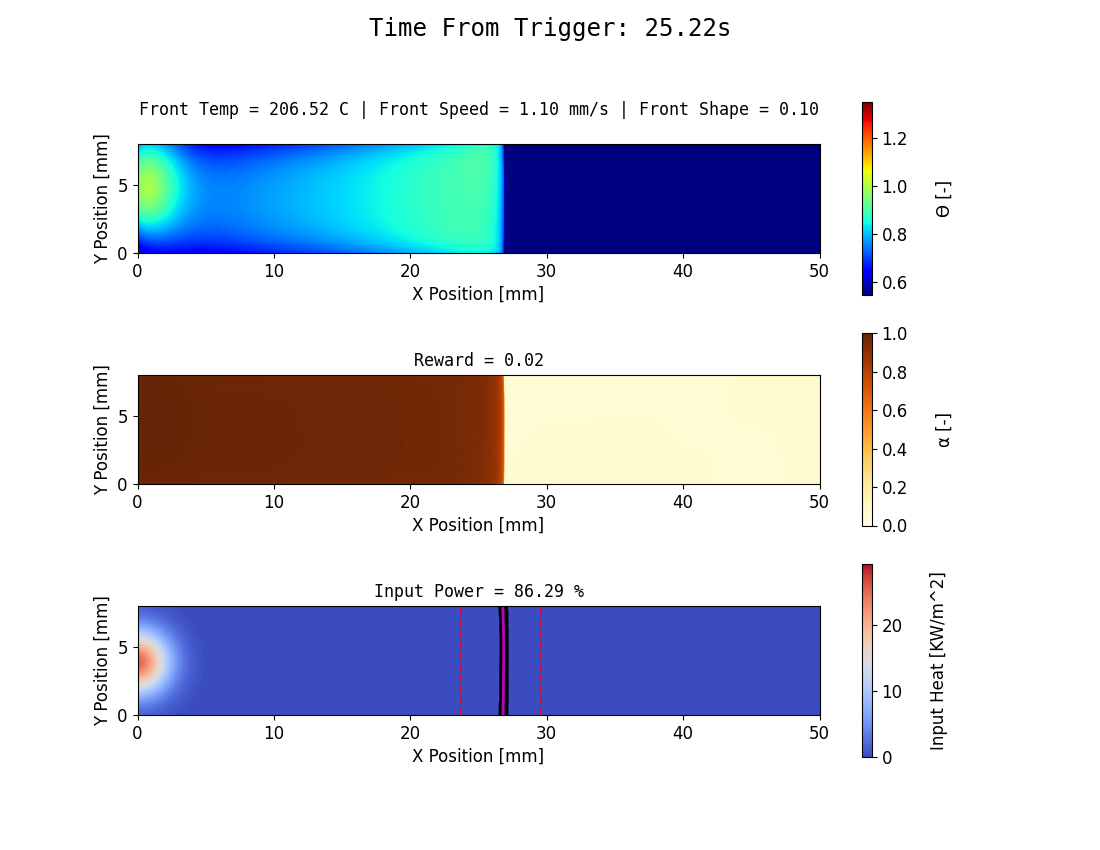 Time From Trigger: 25.22s
Front Temp = 206.52 C | Front Speed = 1.10 mm/s | Front Shape = 0.10
Y Position [mm]
5
0
0 10 20 30 40 50
X Position [mm]
1.2
1.0
0.8
0.6
Θ [-]
Reward = 0.02
Y Position [mm]
5
0
0 10 20 30 40 50
X Position [mm]
1.0
0.8
0.6
0.4
0.2
0.0
α [-]
Input Power = 86.29 %
Y Position [mm]
5
0
0 10 20 30 40 50
X Position [mm]
20
10
0
Input Heat [KW/m^2]